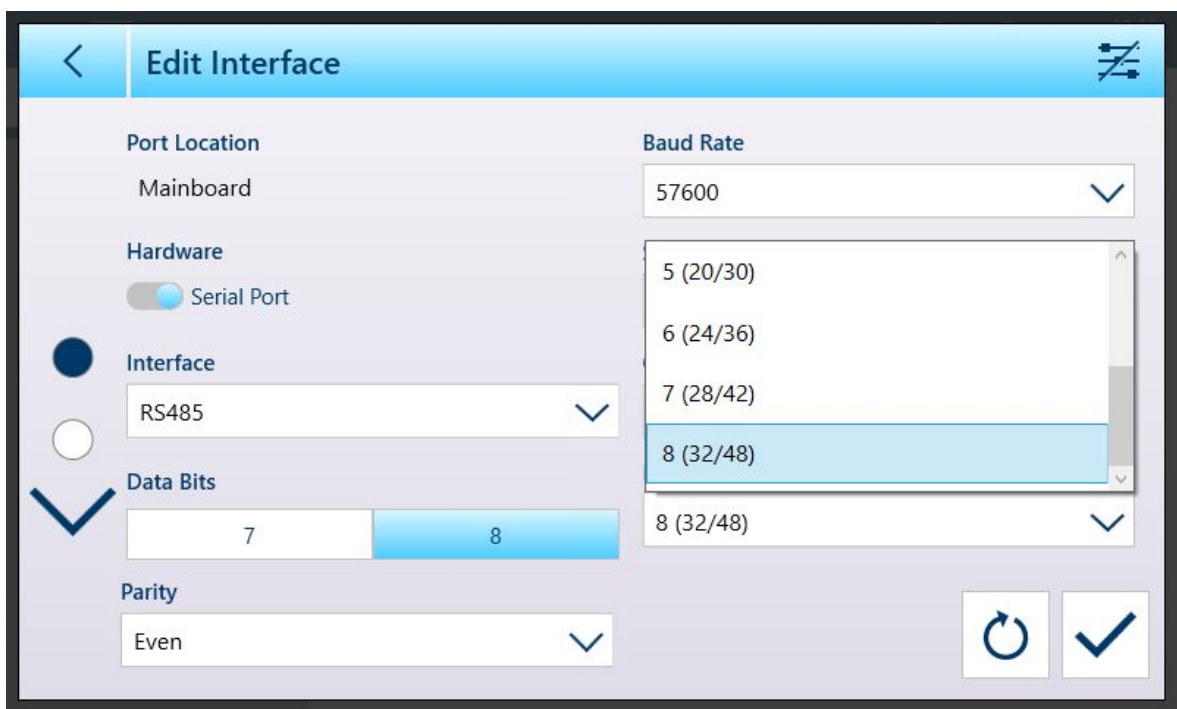 Edit Interface
Port Location
Mainboard
Hardware
Serial Port
Interface
RS485
Data Bits
7
8
Parity
Even
Baud Rate
57600
5 (20/30)
6 (24/36)
7 (28/42)
8 (32/48)
8 (32/48)